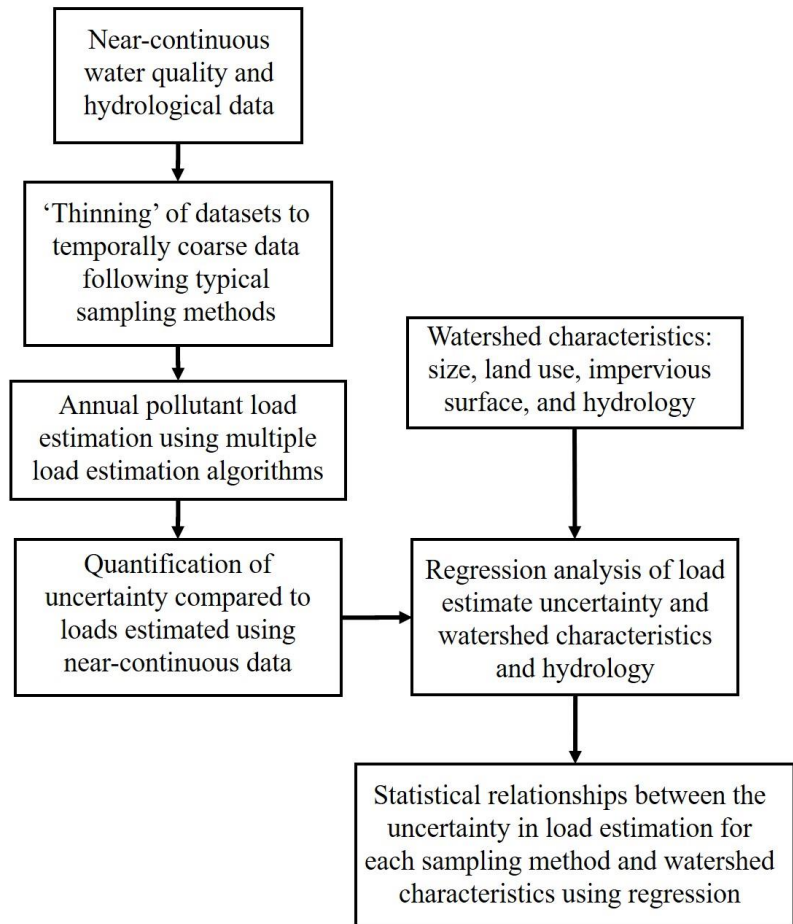 Near-continuous
water quality and
hydrological data
‘Thinning’ of datasets to
temporally coarse data
following typical
sampling methods
Annual pollutant load
estimation using multiple
load estimation algorithms
Quantification of
uncertainty compared to
loads estimated using
near-continuous data
Watershed characteristics:
size, land use, impervious
surface, and hydrology
Regression analysis of load
estimate uncertainty and
watershed characteristics
and hydrology
Statistical relationships between the
uncertainty in load estimation for
each sampling method and watershed
characteristics using regression